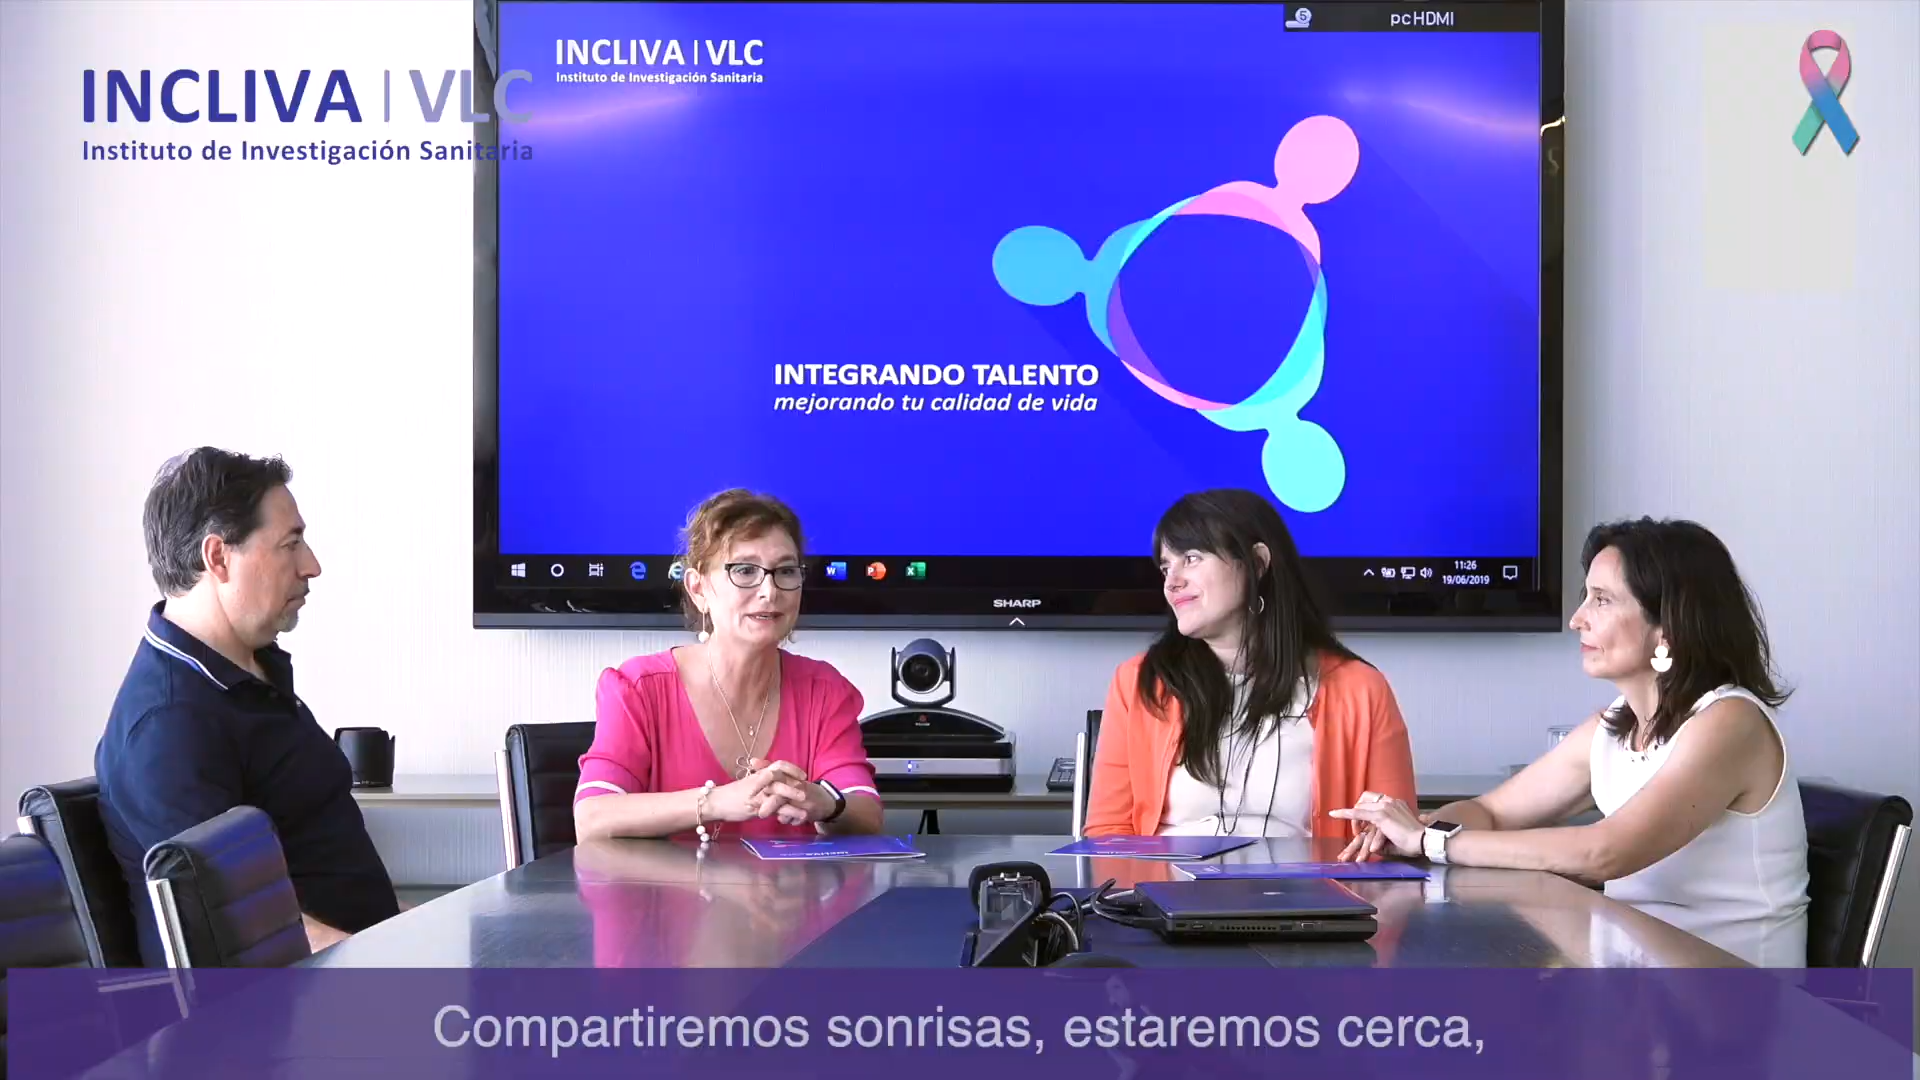 INCLIVA | VLC
Instituto de Investigación Sanitaria
INCLIVA | VLC
Instituto de Investigación Sanitaria
5
pcHDMI
INTEGRANDO TALENTO
mejorando tu calidad de vida
11:26
19/06/2019
SHARP
Compartiremos sonrisas, estaremos cerca,